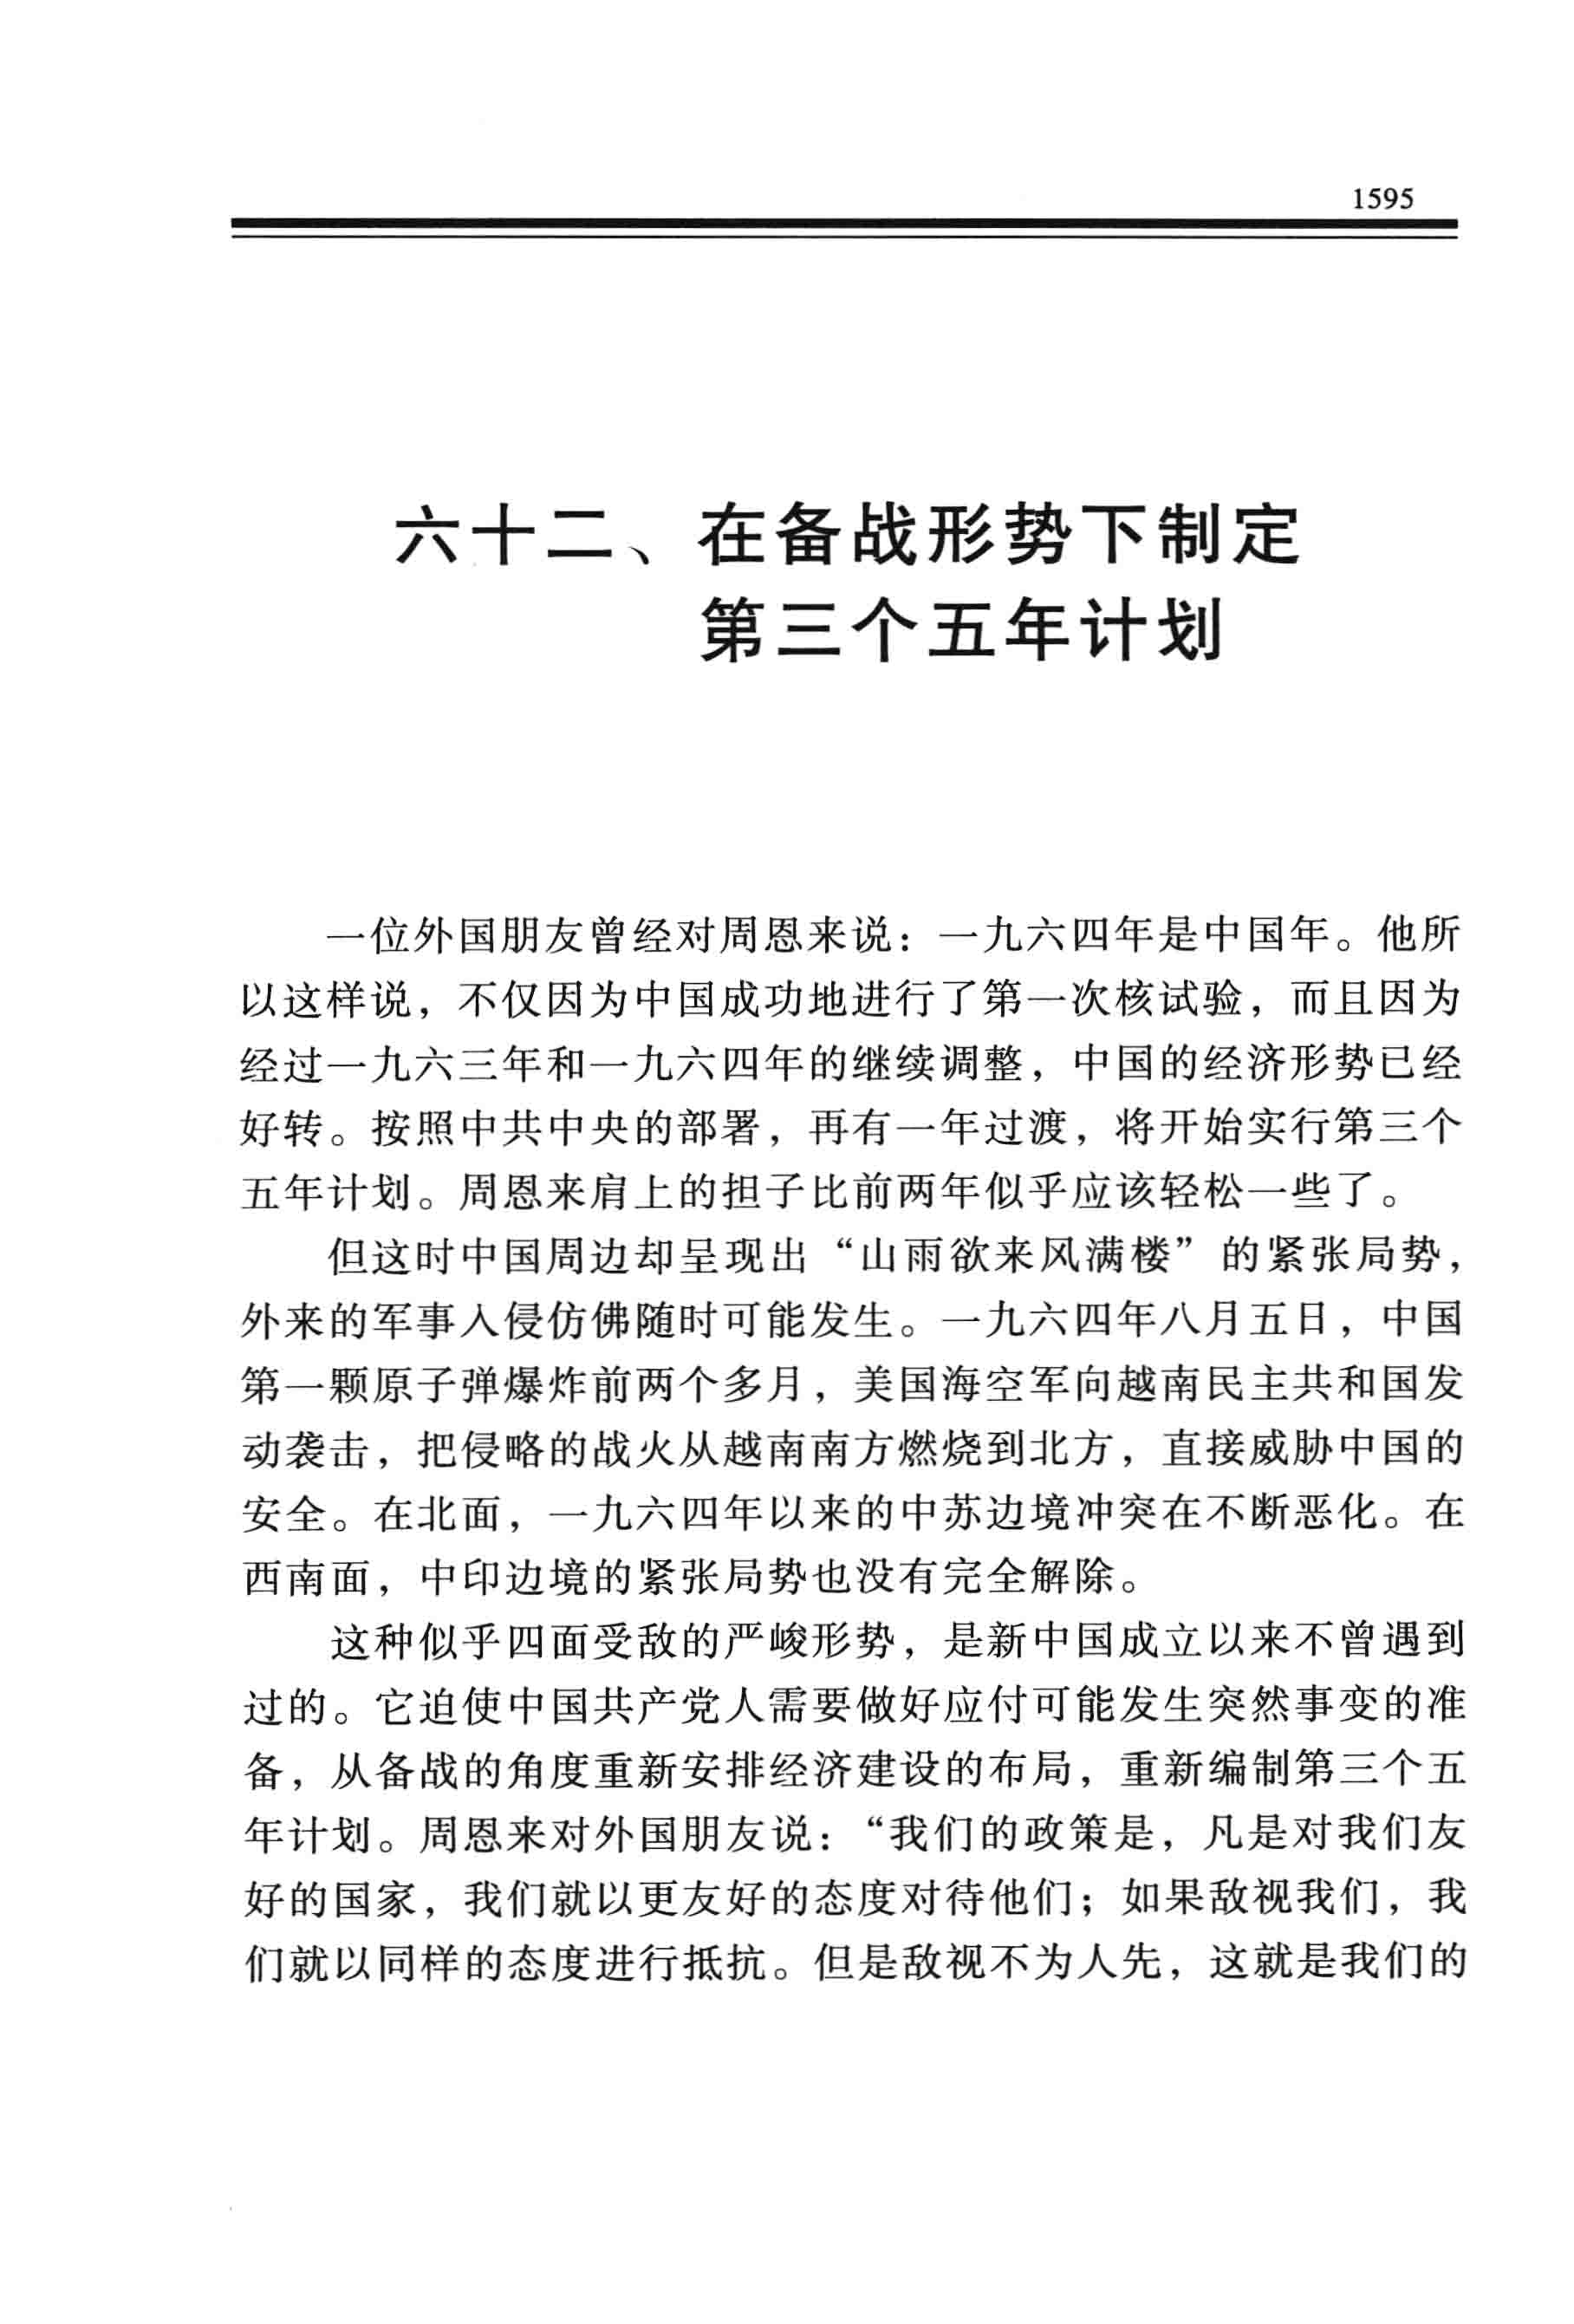 1595
六十二、在备战形势下制定
第三个五年计划
一位外国朋友曾经对周恩来说：一九六四年是中国年。他所
以这样说，不仅因为中国成功地进行了第一次核试验，而且因为
经过一九六三年和一九六四年的继续调整，中国的经济形势已经
好转。按照中共中央的部署，再有一年过渡，将开始实行第三个
五年计划。周恩来肩上的担子比前两年似乎应该轻松一些了。
但这时中国周边却呈现出“山雨欲来风满楼”的紧张局势，
外来的军事入侵仿佛随时可能发生。一九六四年八月五日，中国
第一颗原子弹爆炸前两个多月，美国海空军向越南民主共和国发
动袭击，把侵略的战火从越南南方燃烧到北方，直接威胁中国的
安全。在北面，一九六四年以来的中苏边境冲突在不断恶化。在
西南面，中印边境的紧张局势也没有完全解除。
这种似乎四面受敌的严峻形势，是新中国成立以来不曾遇到
过的。它迫使中国共产党人需要做好应付可能发生突然事变的准
备，从备战的角度重新安排经济建设的布局，重新编制第三个五
年计划。周恩来对外国朋友说：“我们的政策是，凡是对我们友
好的国家，我们就以更友好的态度对待他们；如果敌视我们，我
们就以同样的态度进行抵抗。但是敌视不为人先，这就是我们的